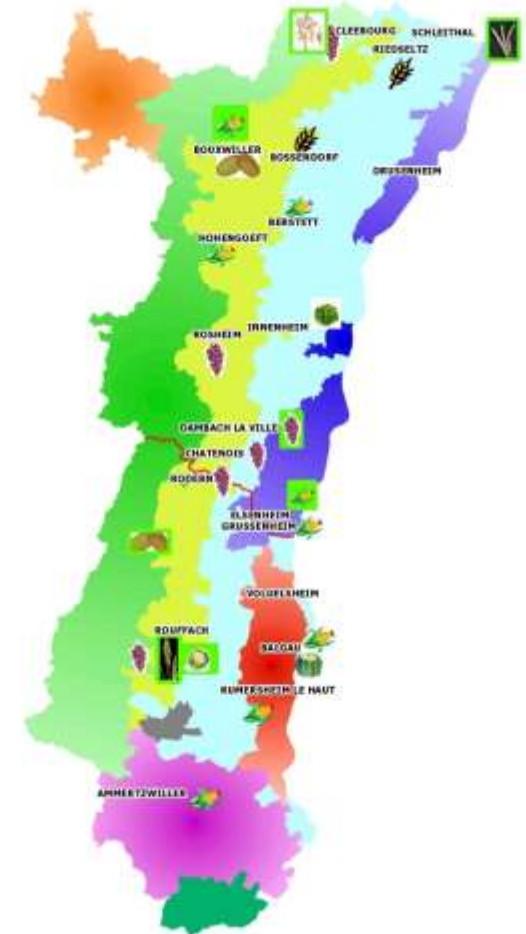 CLEEBOURG
SCHLEITHAL
RIEDSELTZ
BOUXWILLER
BOSSENDORF
DRUSENHEIM
BERSTETT
HOHENGOEFT
INNENHEIM
ROSHEIM
DAMBACH LA VILLE
CHATENOIS
RODERN
ELSENHEIM
GRUSSENHEIM
VOLGELSHEIM
ROUFFACH
BALGAU
RUMERSHEIM LE HAUT
AMMERTZWILLER